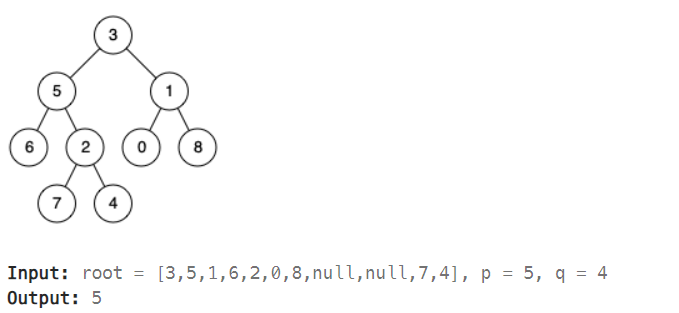 3
5 1
6 2 0 8
7 4
Input: root = [3,5,1,6,2,0,8,null,null,7,4], p = 5, q = 4
Output: 5